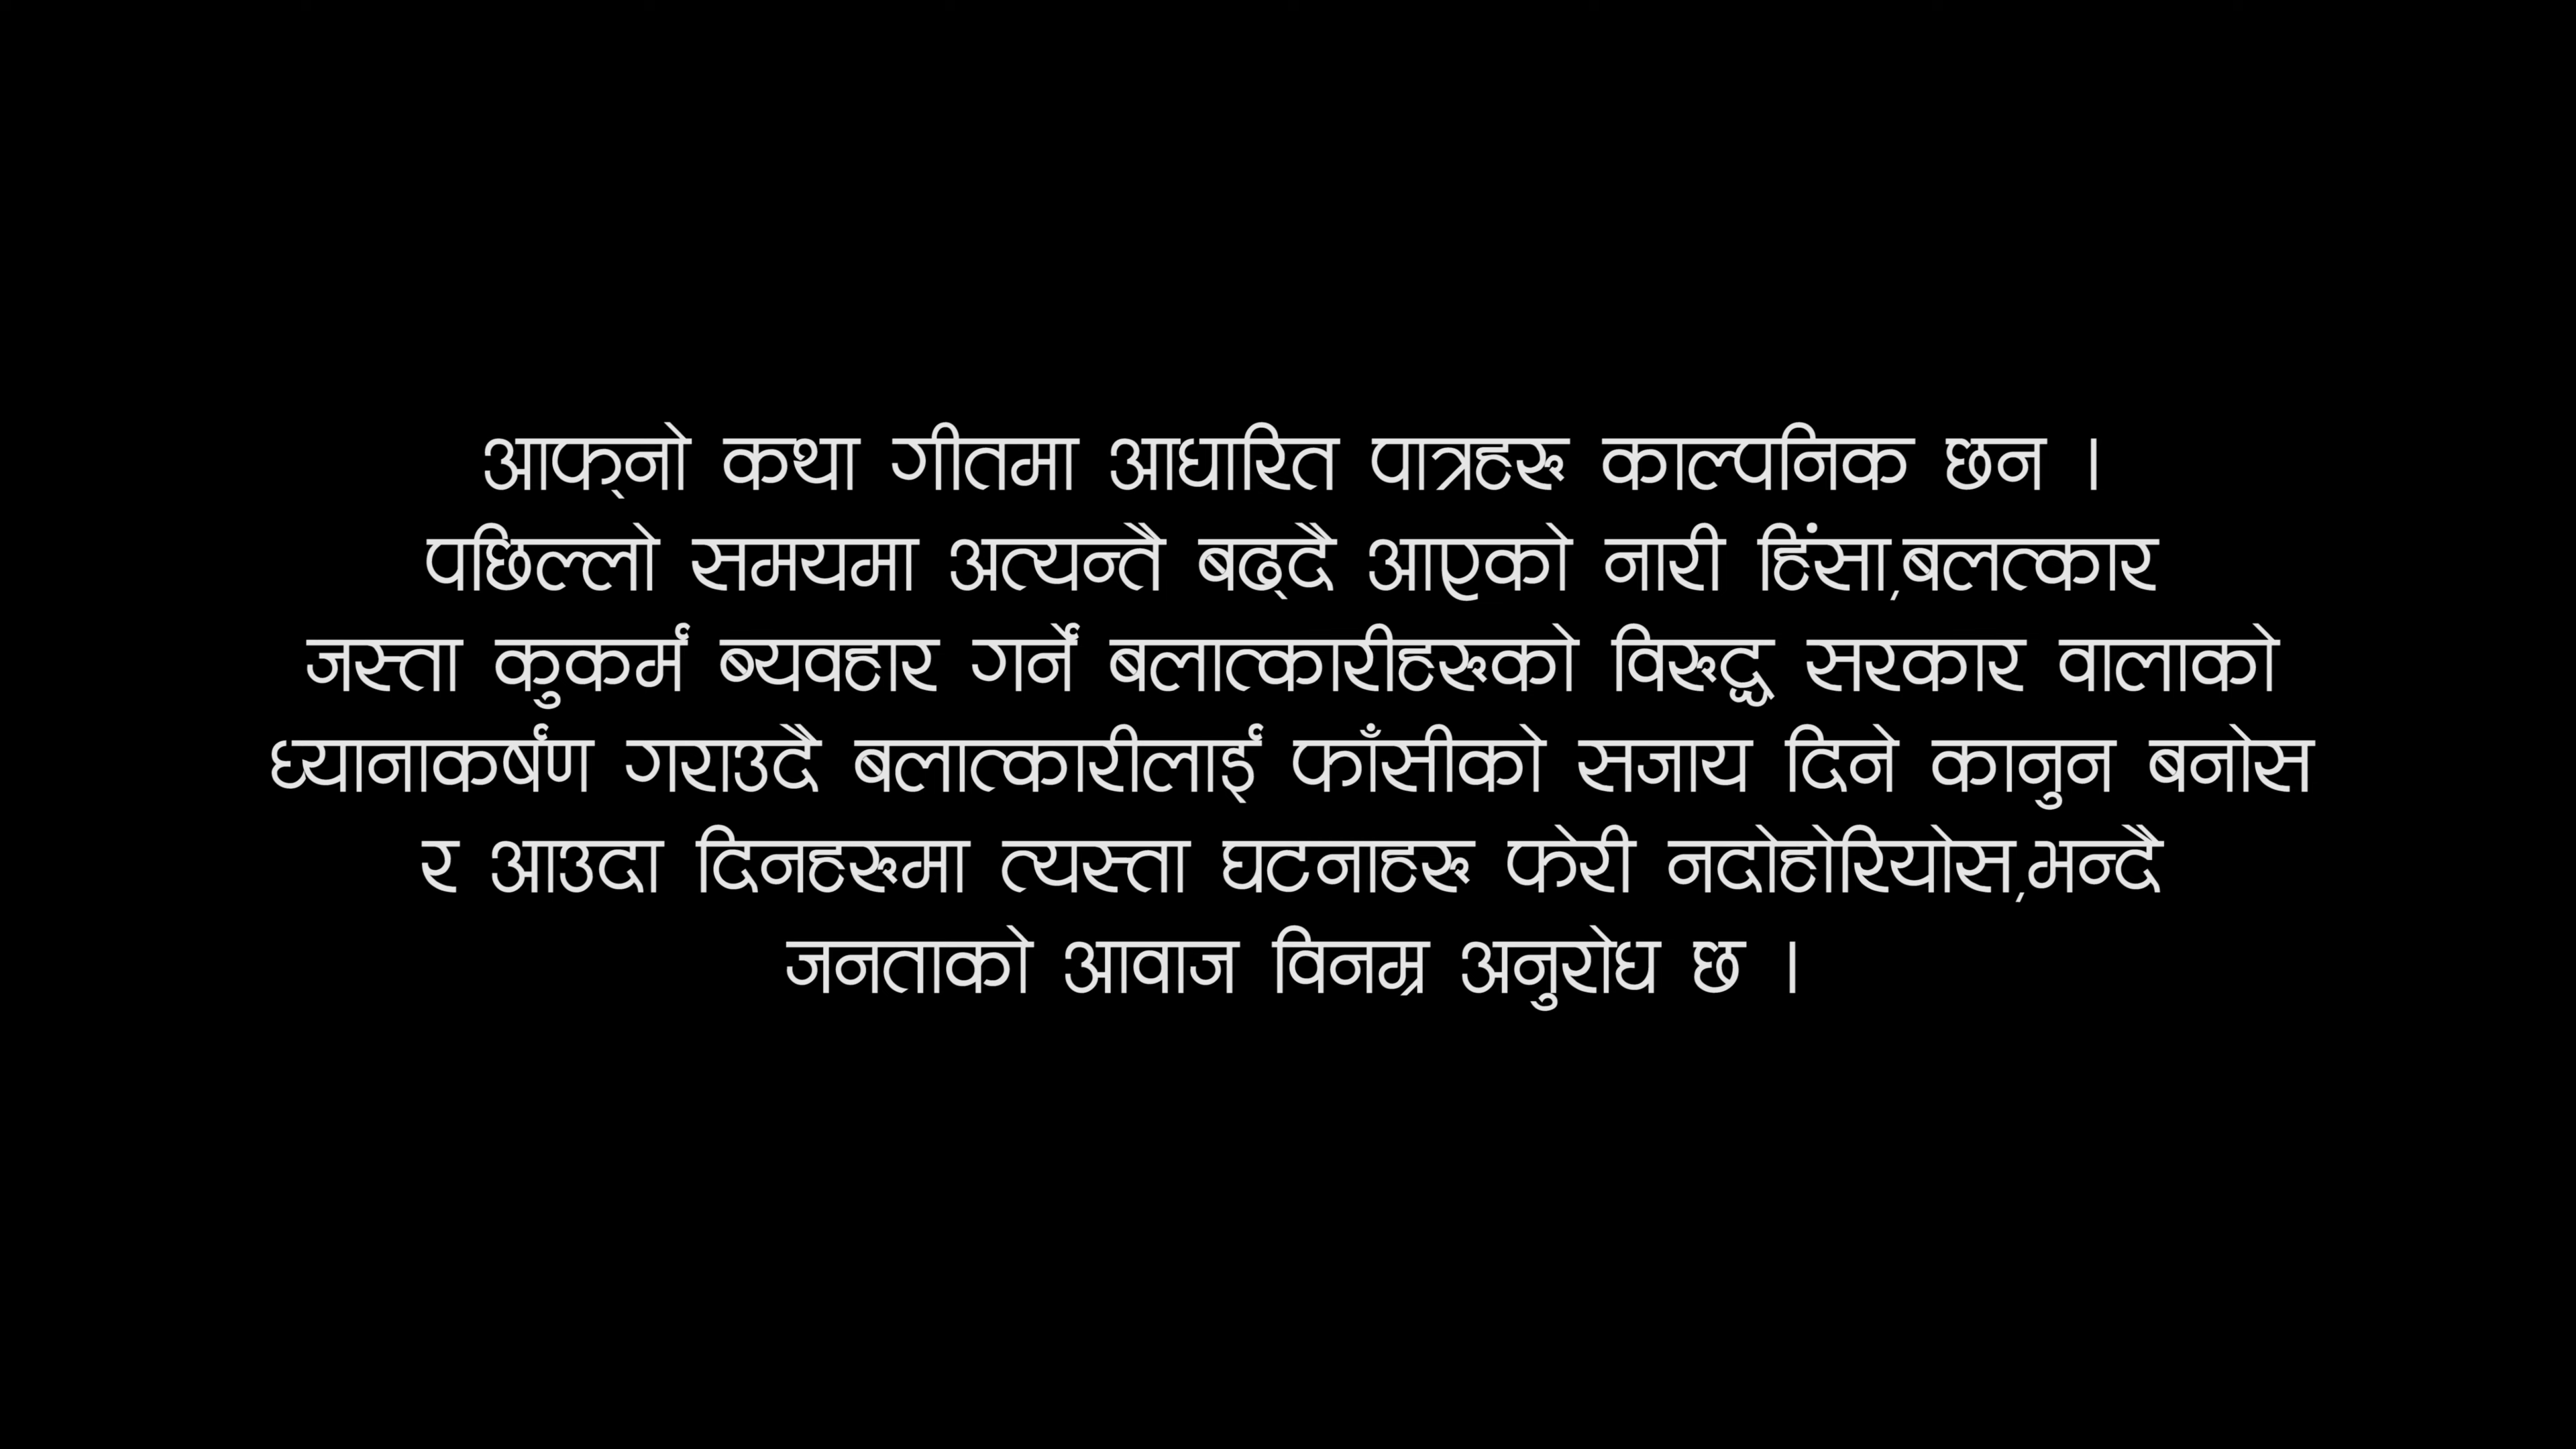 आफ्नो कथा गीतमा आधारित पात्रहरु काल्पनिक छन ।
पछिल्लो समयमा अत्यन्तै बढ्दै आएको नारी हिंसा,बलत्कार
जस्ता कुकर्म ब्यवहार गर्ने बलात्कारीहरुको विरुद्ध सरकार वालाको
ध्यानाकर्षण गराउदै बलात्कारीलाई फाँसीको सजाय दिने कानुन बनोस
र आउदा दिनहरुमा त्यस्ता घटनाहरु फेरी नदोहोरियोस,भन्दै
जनताको आवाज विनम्र अनुरोध छ ।